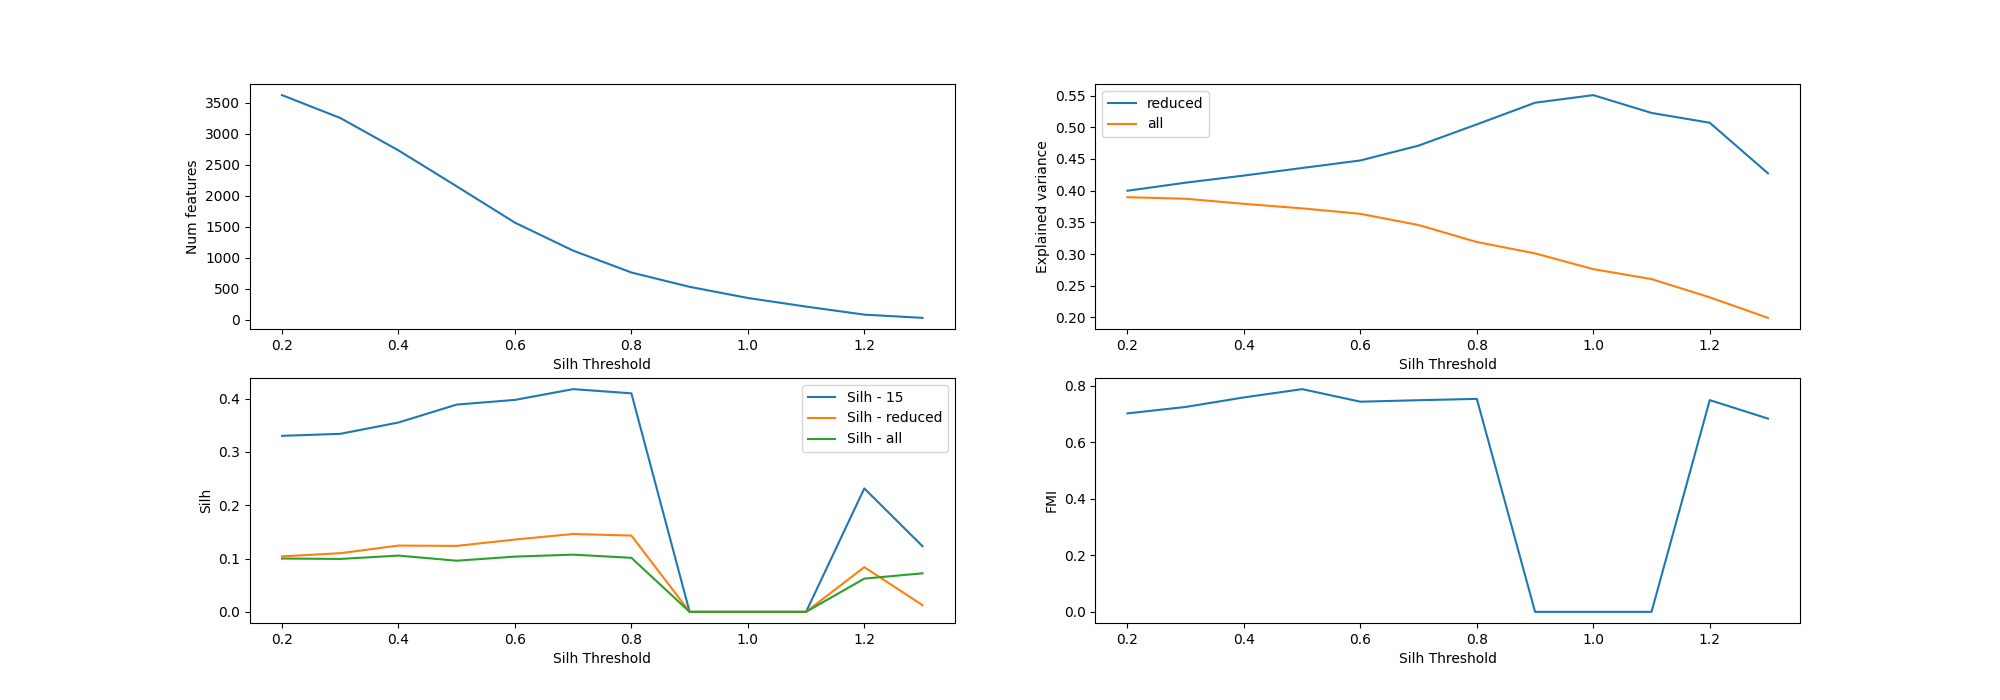 3500
3000
2500
2000
1500
1000
500
0
Num features
0.2 0.4 0.6 0.8 1.0 1.2
Silh Threshold
0.55
0.50
0.45
0.40
0.35
0.30
0.25
0.20
Explained variance
reduced
all
0.2 0.4 0.6 0.8 1.0 1.2
Silh Threshold
0.4
0.3
0.2
0.1
0.0
Silh
Silh - 15
Silh - reduced
Silh - all
0.2 0.4 0.6 0.8 1.0 1.2
Silh Threshold
0.8
0.6
0.4
0.2
0.0
FMI
0.2 0.4 0.6 0.8 1.0 1.2
Silh Threshold